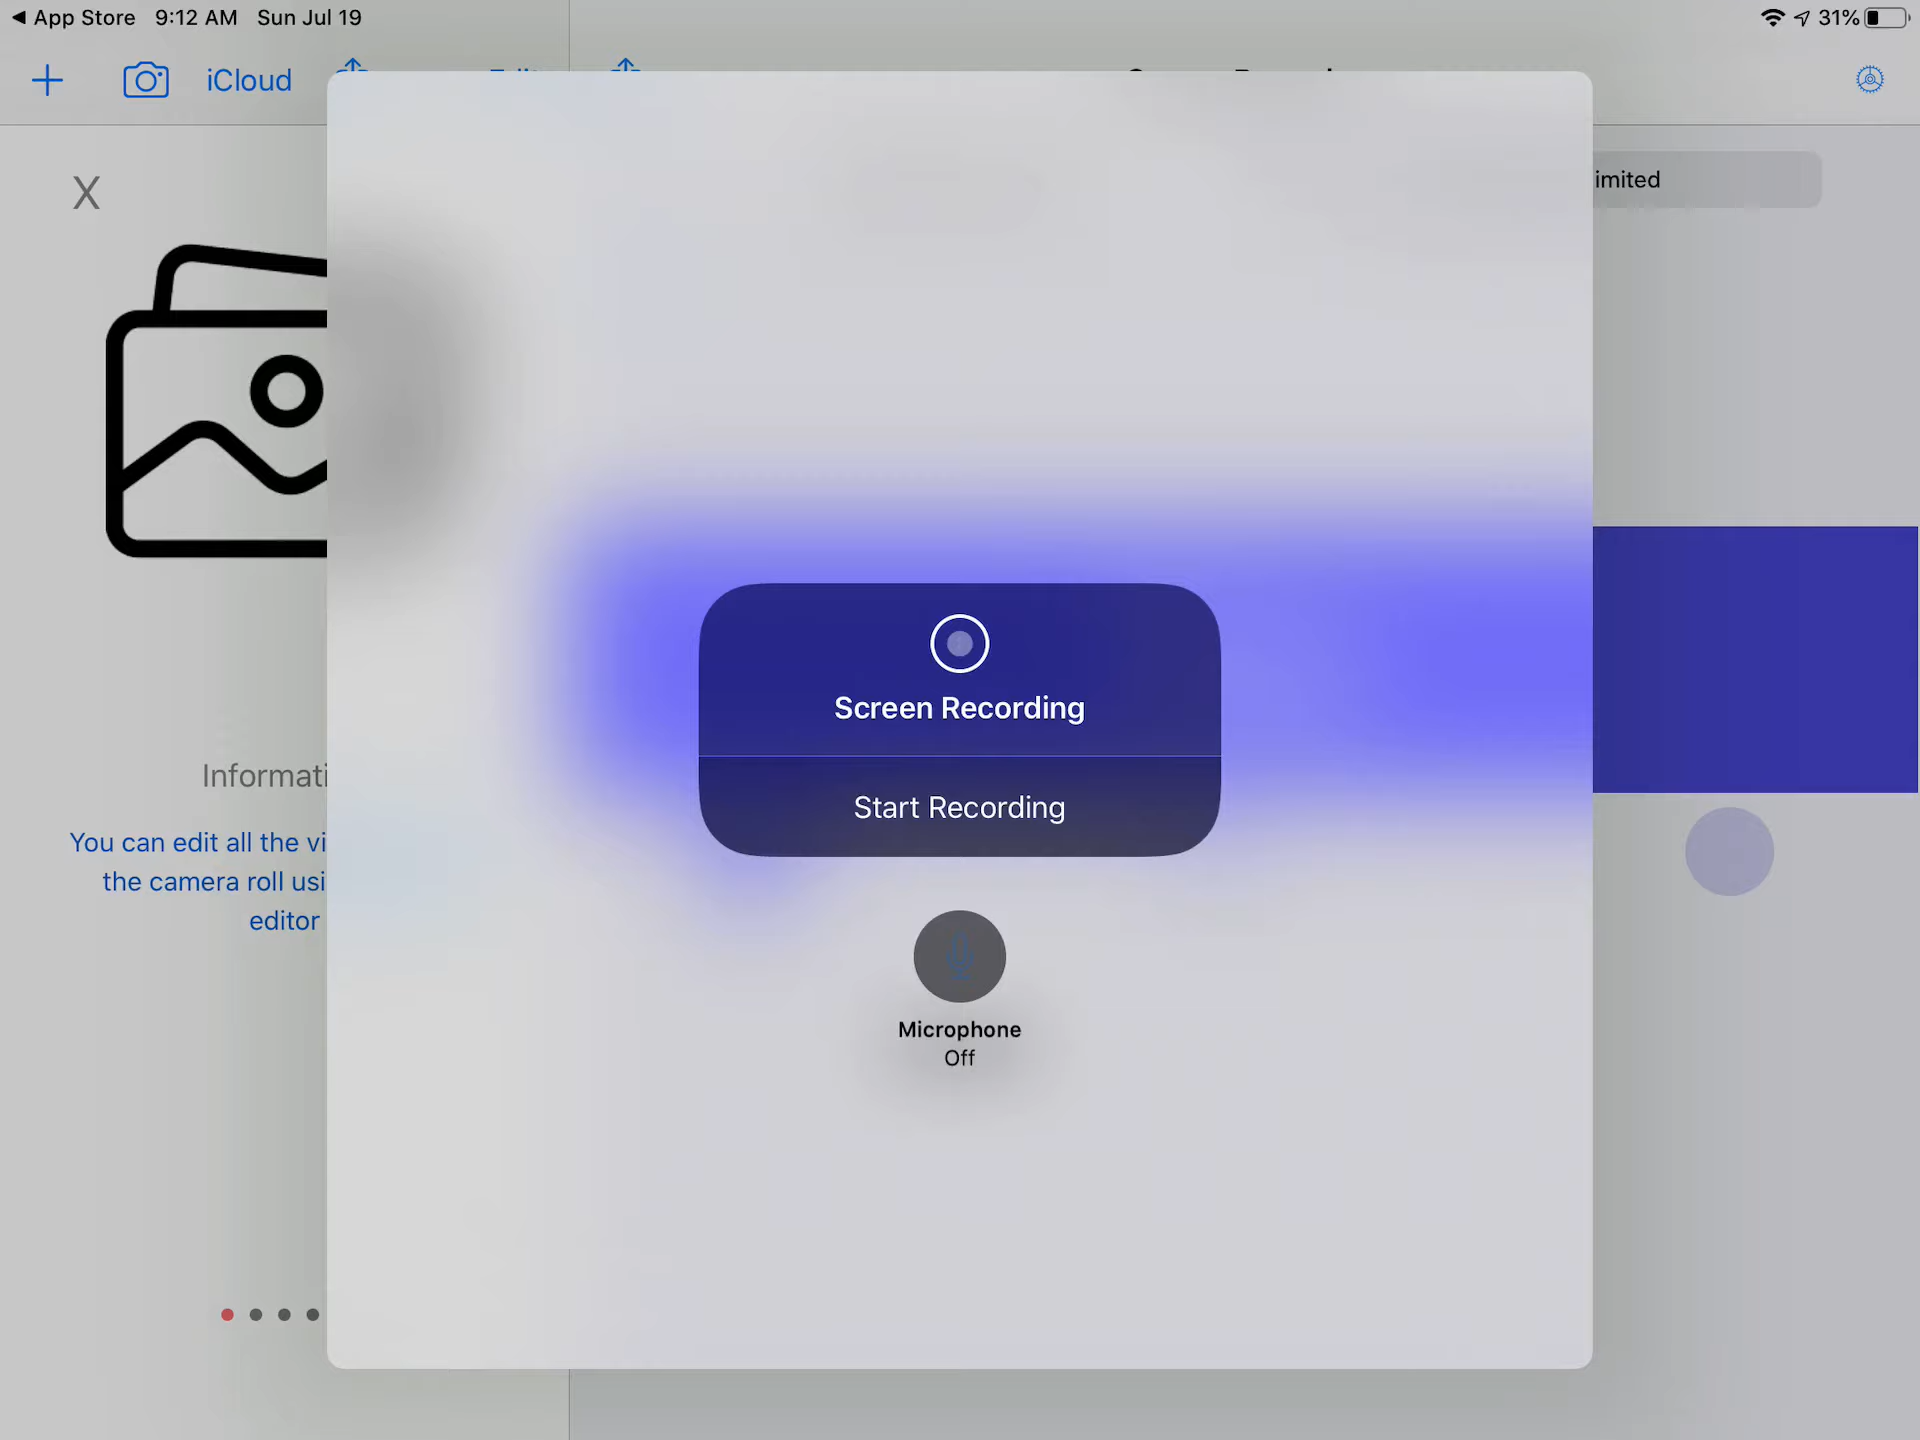 App Store 9:12 AM Sun Jul 19
31%
iCloud
X
imited
Screen Recording
Start Recording
Informati
You can edit all the vi
the camera roll usi
editor
Microphone
Off